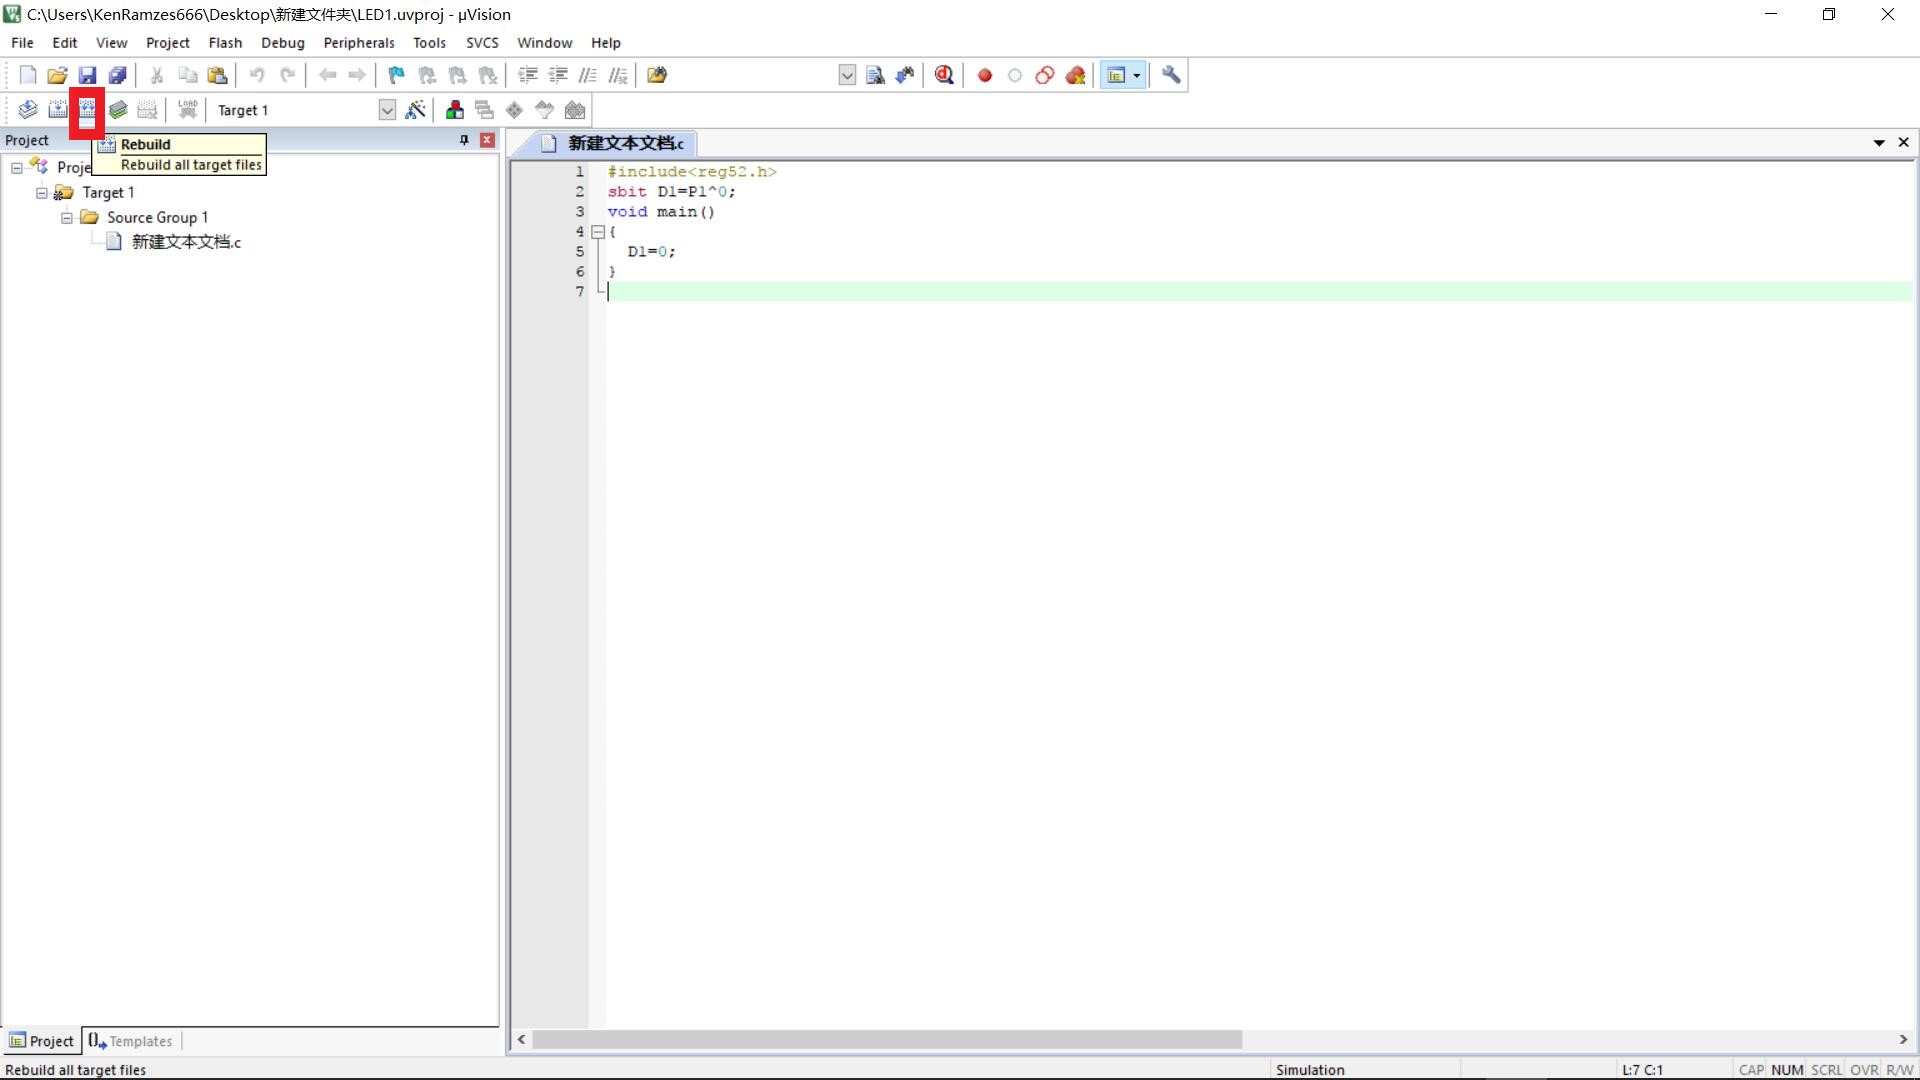 C:\Users\KenRamzes666\Desktop\新建文件夹\LED1.uvproj - µVision
File Edit View Project Flash Debug Peripherals Tools SVCS Window Help
LOAD Target 1
Project
Rebuild
Rebuild all target files
Proje
Target 1
Source Group 1
新建文本文档.c
新建文本文档.c
1 #include<reg52.h>
2 sbit D1=P1^0;
3 void main()
4 {
5 D1=0;
6 }
7
Project Templates
Rebuild all target files Simulation L:7 C:1 CAP NUM SCRL OVR R/W